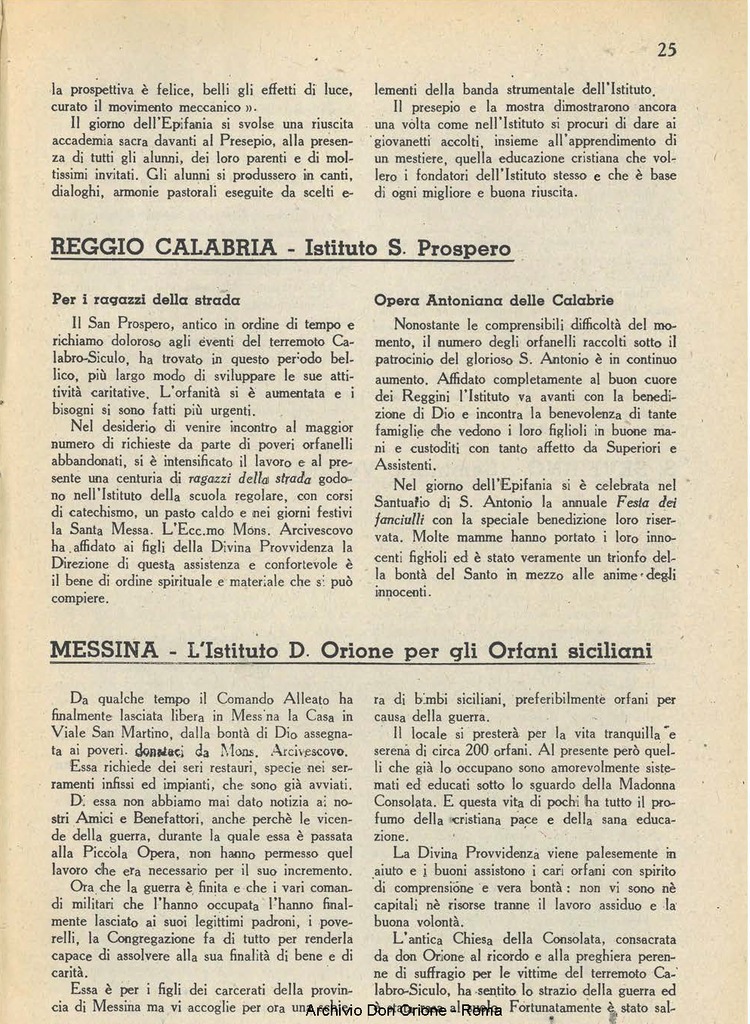 25
la prospettiva è felice, belli gli effetti di luce,
curato il movimento meccanico ».
Il giorno dell'Epifania si svolse una riuscita
accademia sacra davanti al Presepio, alla presen-
za di tutti gli alunni, dei loro parenti e di mol-
tissimi invitati. Gli alunni si produssero in canti,
dialoghi, armonie pastorali eseguite da scelti e-
lementi della banda strumentale dell'Istituto.
Il presepio e la mostra dimostrarono ancora
una volta come nell'Istituto si procuri di dare ai
giovanetti accolti, insieme all'apprendimento di
un mestiere, quella educazione cristiana che vol-
lero i fondatori dell'Istituto stesso e che è base
di ogni migliore e buona riuscita.
REGGIO CALABRIA - Istituto S. Prospero
Per i ragazzi della strada
Il San Prospero, antico in ordine di tempo e
richiamo doloroso agli eventi del terremoto Ca-
labro-Siculo, ha trovato in questo periodo bel-
lico, più largo modo di sviluppare le sue atti-
tività caritative. L'orfanità si è aumentata e i
bisogni si sono fatti più urgenti.
Nel desiderio di venire incontro al maggior
numero di richieste da parte di poveri orfanelli
abbandonati, si è intensificato il lavoro e al pre-
sente una centuria di ragazzi della strada godo-
no nell'Istituto della scuola regolare, con corsi
di catechismo, un pasto caldo e nei giorni festivi
la Santa Messa. L'Ecc.mo Mons. Arcivescovo
ha affidato ai figli della Divina Provvidenza la
Direzione di questa assistenza e confortevole è
il bene di ordine spirituale e materiale che si può
compiere.
Opera Antoniana delle Calabrie
Nonostante le comprensibili difficoltà del mo-
mento, il numero degli orfanelli raccolti sotto il
patrocinio del glorioso S. Antonio è in continuo
aumento. Affidato completamente al buon cuore
dei Reggini l'Istituto va avanti con la benedi-
zione di Dio e incontra la benevolenza di tante
famiglie che vedono i loro figlioli in buone ma-
ni e custoditi con tanto affetto da Superiori e
Assistenti.
Nel giorno dell'Epifania si è celebrata nel
Santuario di S. Antonio la annuale Festa dei
fanciulli con la speciale benedizione loro riser-
vata. Molte mamme hanno portato i loro inno-
centi figlioli ed è stato veramente un trionfo del-
la bontà del Santo in mezzo alle anime degli
innocenti.
MESSINA - L'Istituto D. Orione per gli Orfani siciliani
Da qualche tempo il Comando Alleato ha
finalmente lasciata libera in Messina la Casa in
Viale San Martino, dalla bontà di Dio assegna-
ta ai poveri. donataci da Mons. Arcivescovo.
Essa richiede dei seri restauri, specie nei ser-
ramenti infissi ed impianti, che sono già avviati.
Di essa non abbiamo mai dato notizia ai no-
stri Amici e Benefattori, anche perchè le vicen-
de della guerra, durante la quale essa è passata
alla Piccola Opera, non hanno permesso quel
lavoro che era necessario per il suo incremento.
Ora che la guerra è finita e che i vari coman-
di militari che l'hanno occupata l'hanno final-
mente lasciato ai suoi legittimi padroni, i pove-
relli, la Congregazione fa di tutto per renderla
capace di assolvere alla sua finalità di bene e di
carità.
Essa è per i figli dei carcerati della provin-
cia di Messina ma vi accoglie per ora una
ra di bimbi siciliani, preferibilmente orfani per
causa della guerra.
Il locale si presterà per la vita tranquilla e
serena di circa 200 orfani. Al presente però quel-
li che già lo occupano sono amorevolmente siste-
mati ed educati sotto lo sguardo della Madonna
Consolata. E questa vita di pochi ha tutto il pro-
fumo della cristiana pace e della sana educa-
zione.
La Divina Provvidenza viene palesemente in
aiuto e i buoni assistono i cari orfani con spirito
di comprensione e vera bontà : non vi sono nè
capitali nè risorse tranne il lavoro assiduo e la
buona volontà.
L'antica Chiesa della Consolata, consacrata
da don Orione al ricordo e alla preghiera peren-
ne di suffragio per le vittime del terremoto Ca-
labro-Siculo, ha sentito lo strazio della guerra ed
è stata rasa al suolo. Fortunatamente è stato sal-
Archivio Don Orione - Roma